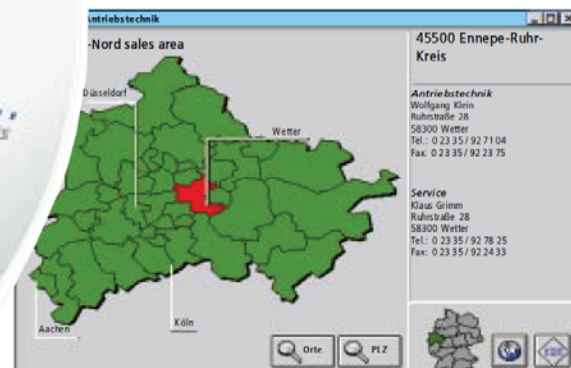 Antriebstechnik
-Nord sales area
Düsseldorf
Wetter
Aachen
Köln
Orte
PLZ
45500 Ennepe-Ruhr-
Kreis
Antriebstechnik
Wolfgang Klein
Ruhrstraße 28
58300 Wetter
Tel.: 0 23 35 / 92 71 04
Fax: 0 23 35 / 92 23 75
Service
Klaus Grimm
Ruhrstraße 28
58300 Wetter
Tel.: 0 23 35 / 92 78 25
Fax: 0 23 35 / 92 24 33